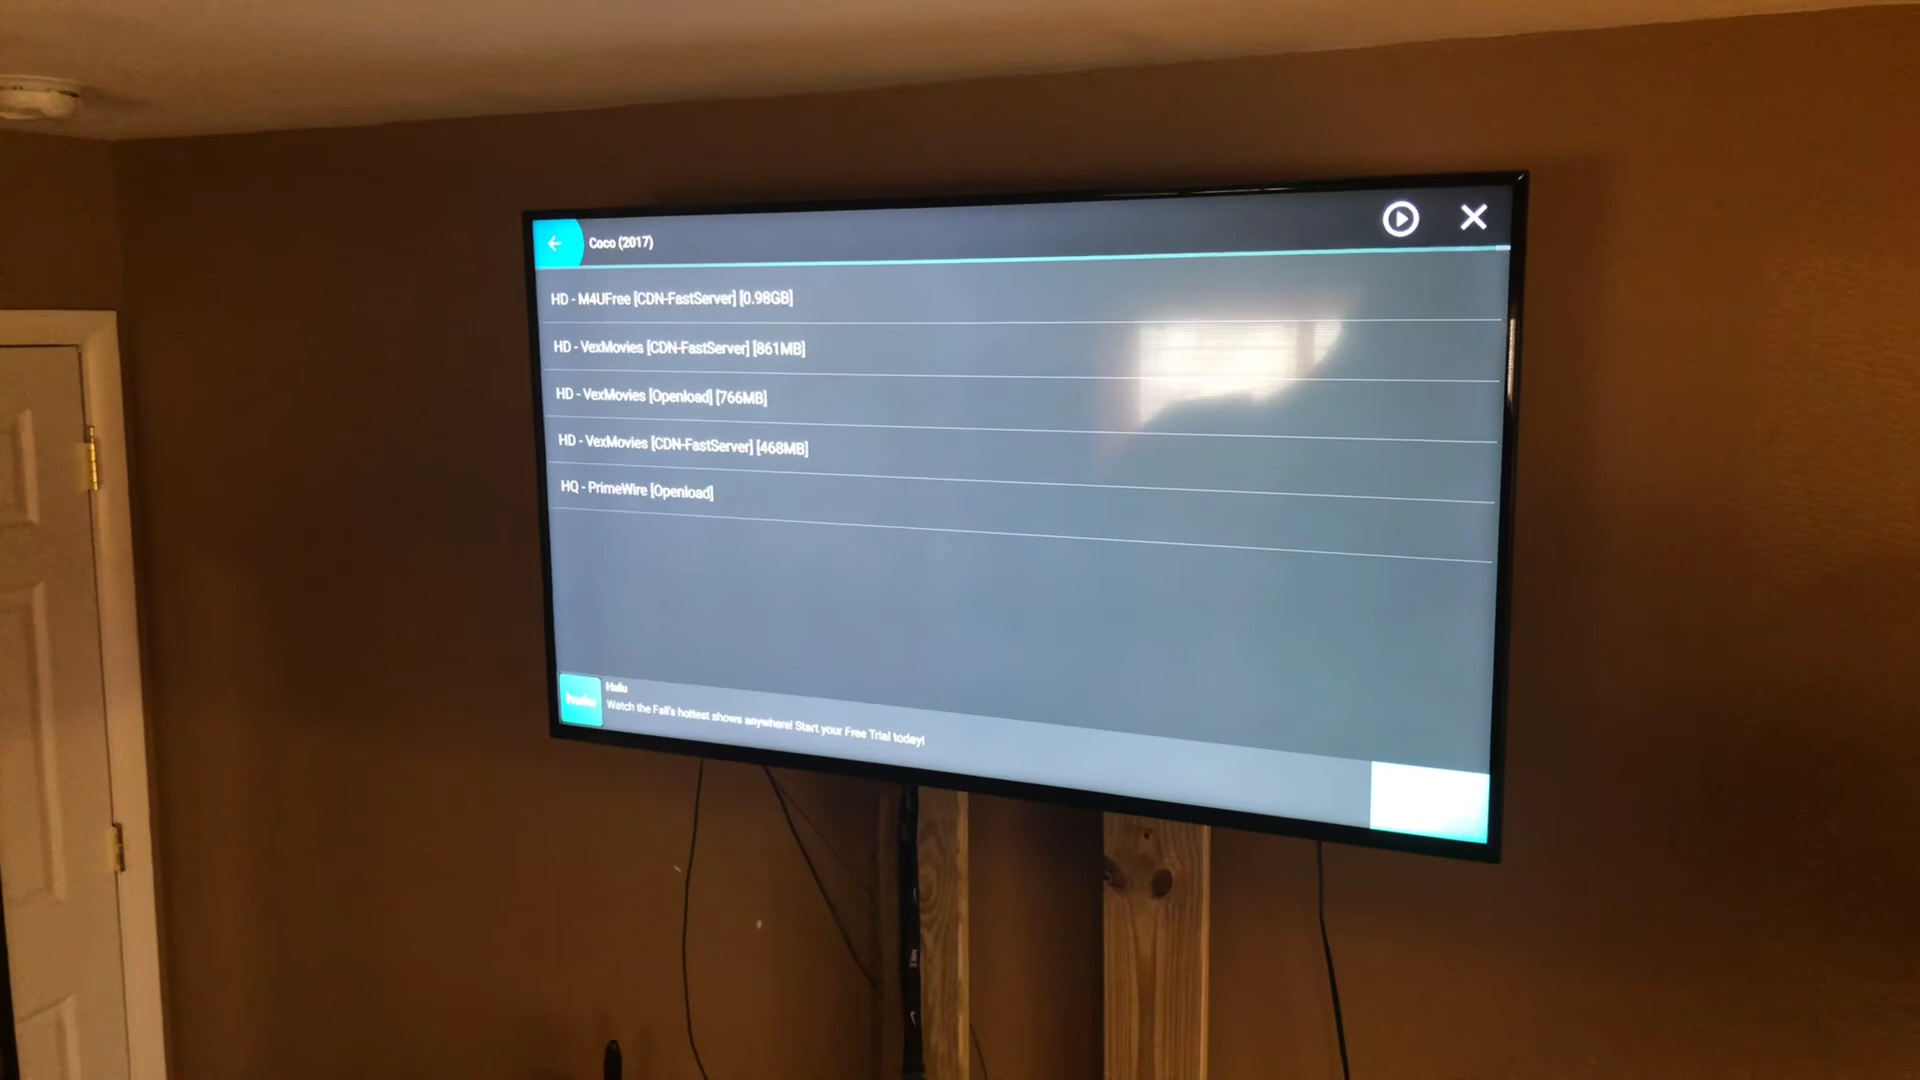 Coco (2017)
HD - M4UFree [CDN-FastServer] [0.98GB]
HD - VexMovies [CDN-FastServer] [861MB]
HD - VexMovies [Openload] [766MB]
HD - VexMovies [CDN-FastServer] [468MB]
HQ - PrimeWire [Openload]
hulu
Hulu
Watch the Fall's hottest shows anywhere! Start your Free Trial today!